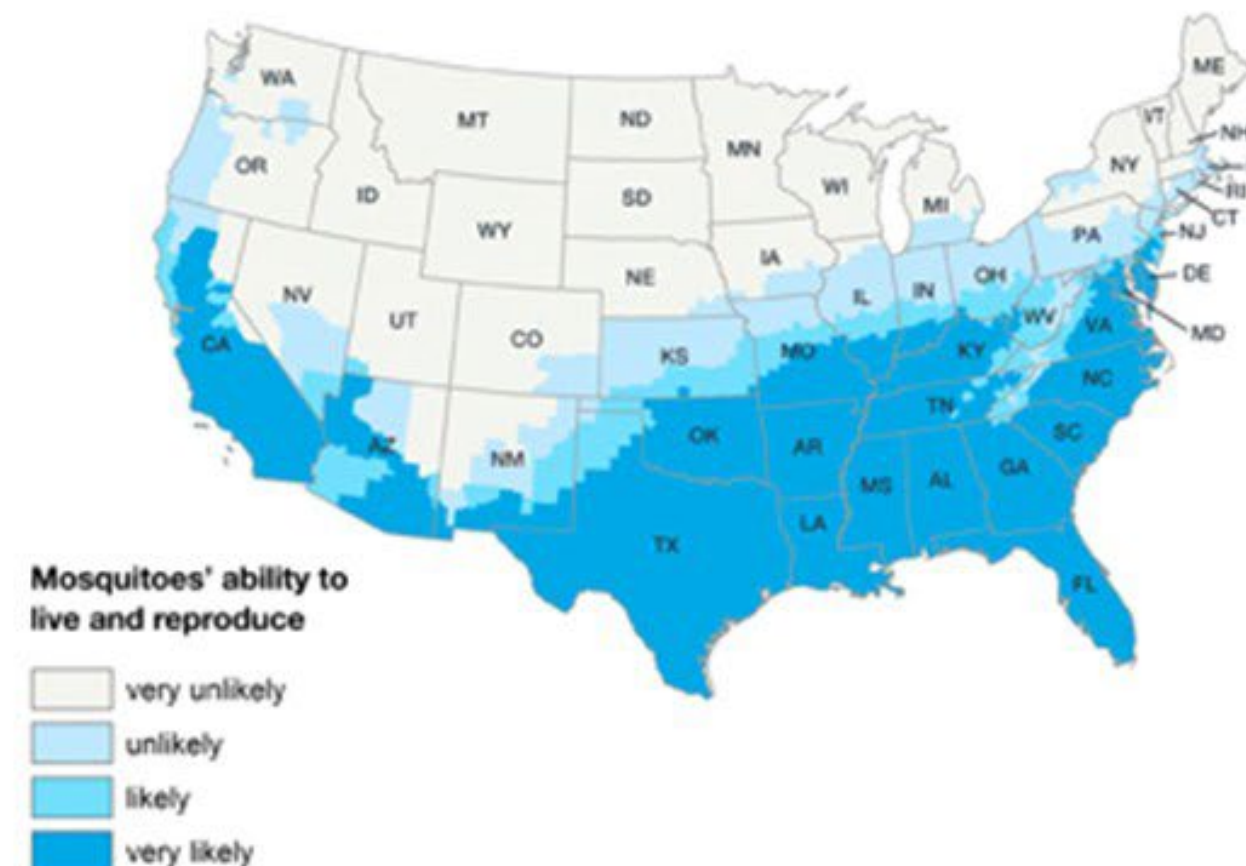 WA
MT
ND
MN
ME
VT
NH
OR
ID
SD
WI
NY
MI
RI
CT
WY
PA
NJ
IA
NE
OH
DE
NV
IL
IN
UT
CO
WV
MD
VA
CA
KS
MO
KY
NC
TN
AZ
NM
OK
AR
SC
MS
AL
GA
LA
TX
FL
Mosquitoes' ability to
live and reproduce
very unlikely
unlikely
likely
very likely